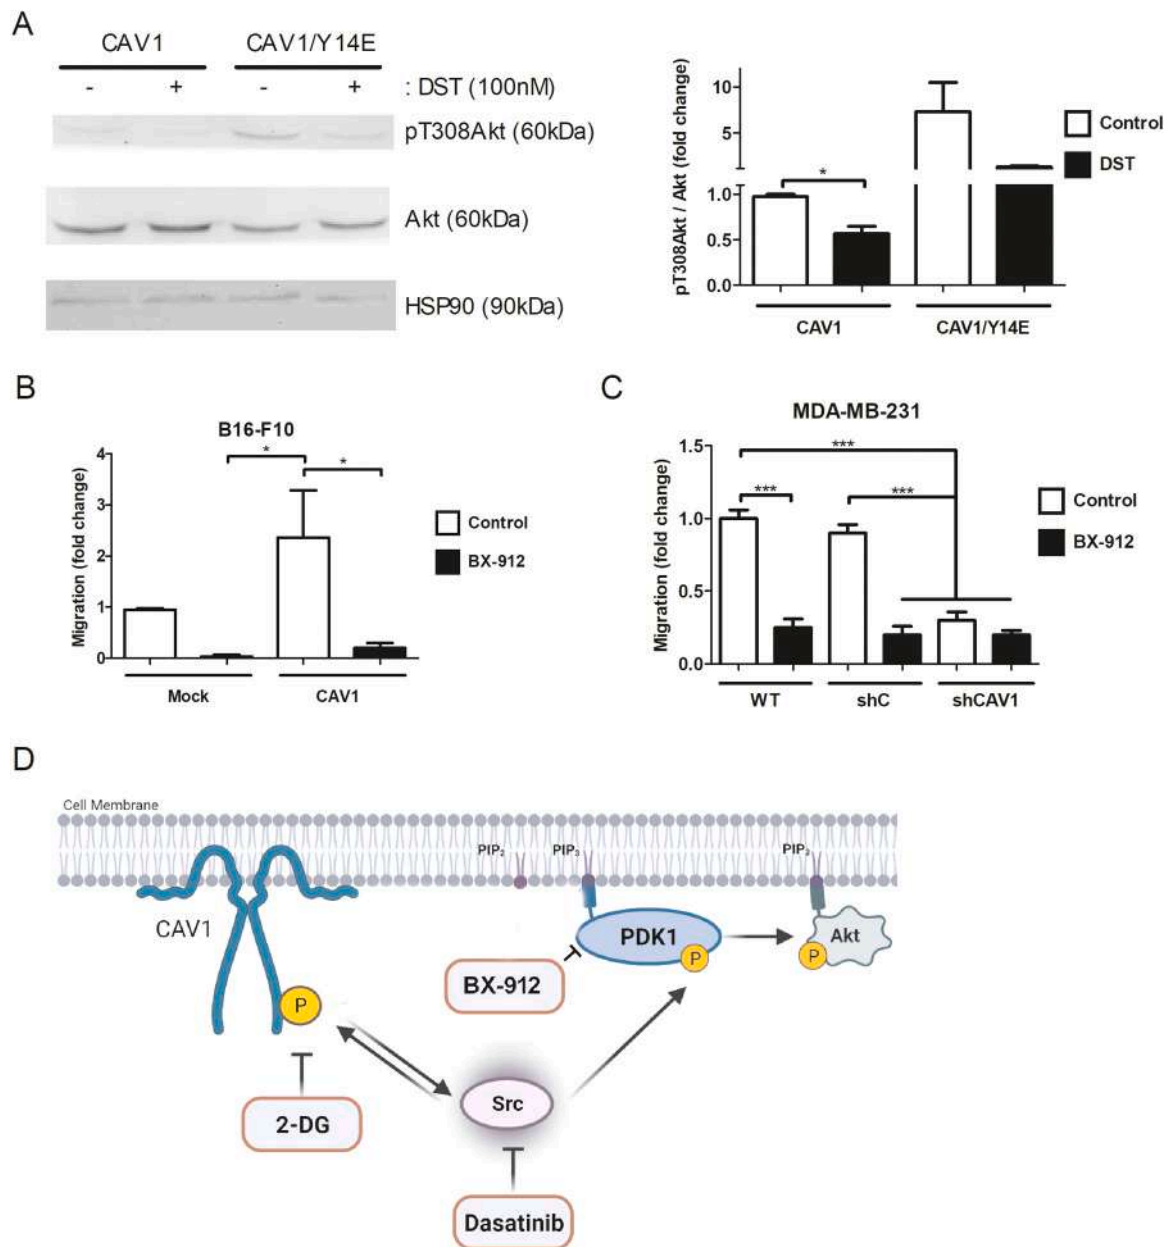 A
CAV1 CAV1/Y14E
- + - + : DST (100nM)
pT308Akt (60kDa)
Akt (60kDa)
HSP90 (90kDa)
pT308Akt / Akt (fold change)
10
5
1.0
0.5
0.0
*
CAV1 CAV1/Y14E
Control
DST
B
B16-F10
Migration (fold change)
4
3
2
1
0
* *
Mock CAV1
Control
BX-912
C
MDA-MB-231
Migration (fold change)
1.5
1.0
0.5
0.0
***
*** ***
WT shC shCAV1
Control
BX-912
D
Cell Membrane
PIP2 PIP3 PIP3
CAV1
PDK1
P
Akt
P
BX-912
P
Src
2-DG
Dasatinib